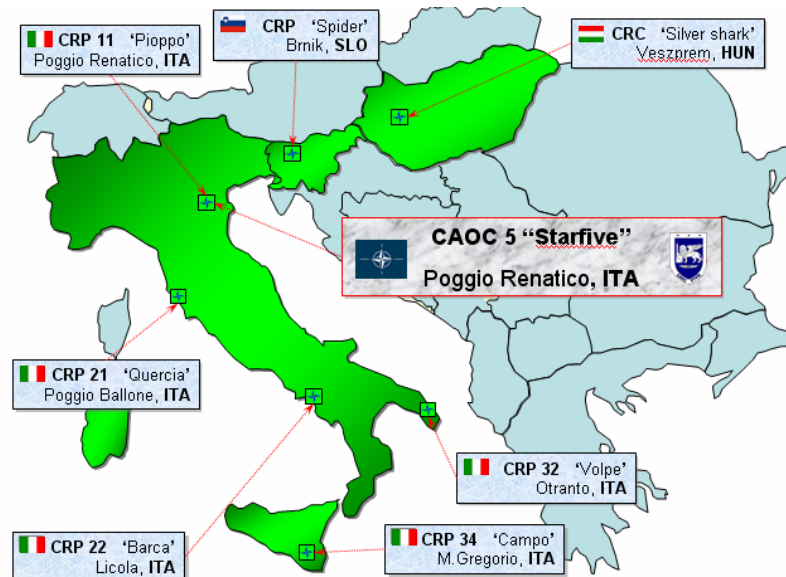 CRP 11 'Pioppo'
Poggio Renatico, ITA
CRP 'Spider'
Brnik, SLO
CRC 'Silver shark'
Veszprem, HUN
CAOC 5 “Starfive”
Poggio Renatico, ITA
CRP 21 'Quercia'
Poggio Ballone, ITA
CRP 32 'Volpe'
Otranto, ITA
CRP 22 'Barca'
Licola, ITA
CRP 34 'Campo'
M.Gregorio, ITA